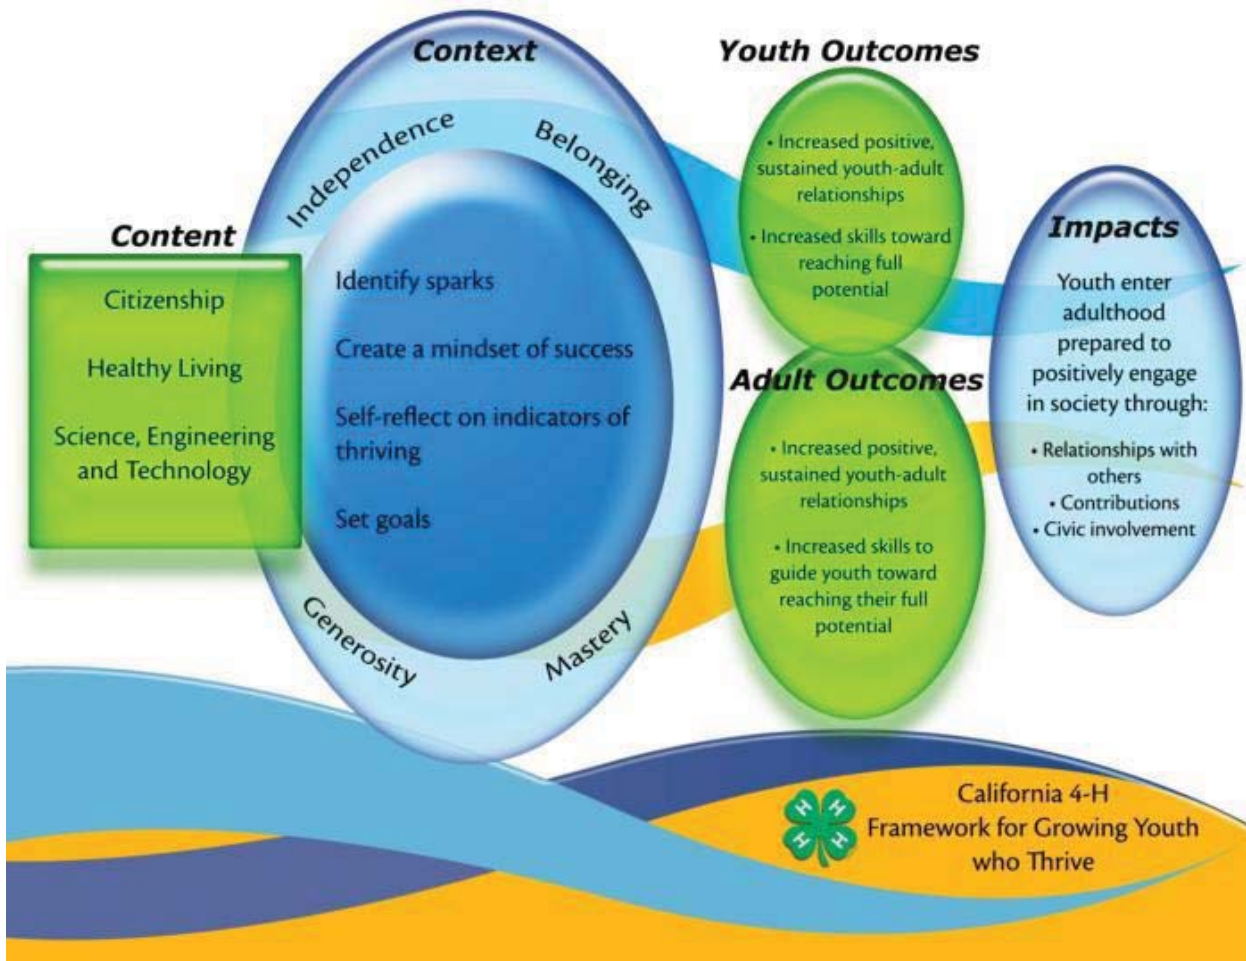 Context
Independence
Belonging
Generosity
Mastery
Content
Citizenship
Healthy Living
Science, Engineering
and Technology
Identify sparks
Create a mindset of success
Self-reflect on indicators of
thriving
Set goals
Youth Outcomes
• Increased positive,
sustained youth-adult
relationships
• Increased skills toward
reaching full
potential
Adult Outcomes
• Increased positive,
sustained youth-adult
relationships
• Increased skills to
guide youth toward
reaching their full
potential
Impacts
Youth enter
adulthood
prepared to
positively engage
in society through:
• Relationships with
others
• Contributions
• Civic involvement
H H
H H
California 4-H
Framework for Growing Youth
who Thrive